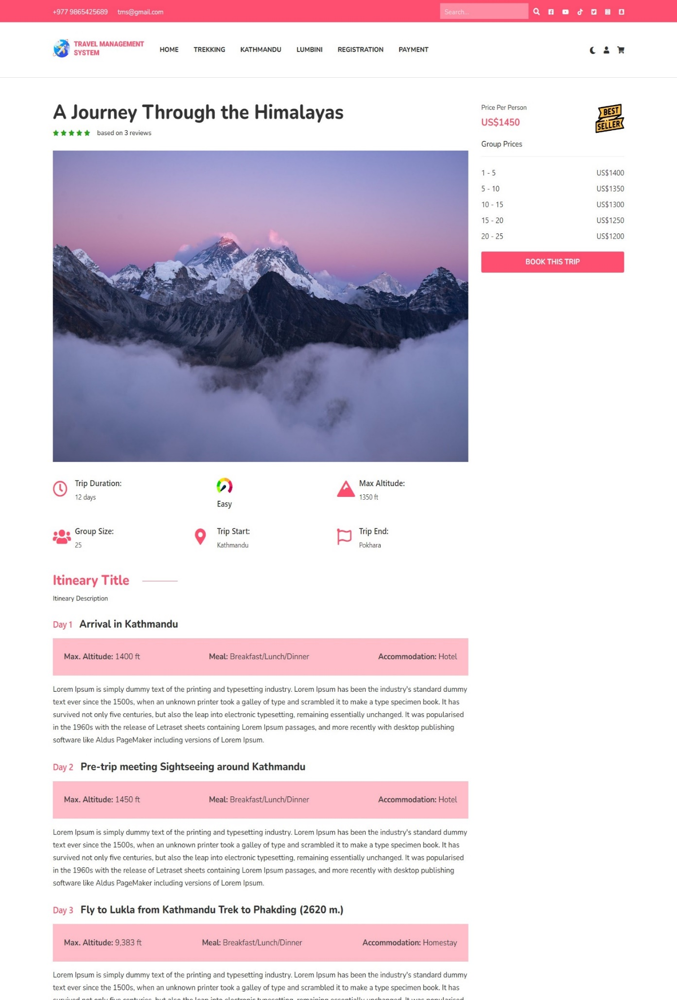 +977 9865425689 tms@gmail.com Search...
TRAVEL MANAGEMENT
SYSTEM
HOME TREKKING KATHMANDU LUMBINI REGISTRATION PAYMENT
A Journey Through the Himalayas
based on 3 reviews
Price Per Person
US$1450
BEST
SELLER
Group Prices
1 - 5 US$1400
5 - 10 US$1350
10 - 15 US$1300
15 - 20 US$1250
20 - 25 US$1200
BOOK THIS TRIP
Trip Duration:
12 days
Easy
Max Altitude:
1350 ft
Group Size:
25
Trip Start:
Kathmandu
Trip End:
Pokhara
Itineary Title
Itineary Description
Day 1 Arrival in Kathmandu
Max. Altitude: 1400 ft Meal: Breakfast/Lunch/Dinner Accommodation: Hotel
Lorem Ipsum is simply dummy text of the printing and typesetting industry. Lorem Ipsum has been the industry's standard dummy
text ever since the 1500s, when an unknown printer took a galley of type and scrambled it to make a type specimen book. It has
survived not only five centuries, but also the leap into electronic typesetting, remaining essentially unchanged. It was popularised
in the 1960s with the release of Letraset sheets containing Lorem Ipsum passages, and more recently with desktop publishing
software like Aldus PageMaker including versions of Lorem Ipsum.
Day 2 Pre-trip meeting Sightseeing around Kathmandu
Max. Altitude: 1450 ft Meal: Breakfast/Lunch/Dinner Accommodation: Hotel
Lorem Ipsum is simply dummy text of the printing and typesetting industry. Lorem Ipsum has been the industry's standard dummy
text ever since the 1500s, when an unknown printer took a galley of type and scrambled it to make a type specimen book. It has
survived not only five centuries, but also the leap into electronic typesetting, remaining essentially unchanged. It was popularised
in the 1960s with the release of Letraset sheets containing Lorem Ipsum passages, and more recently with desktop publishing
software like Aldus PageMaker including versions of Lorem Ipsum.
Day 3 Fly to Lukla from Kathmandu Trek to Phakding (2620 m.)
Max. Altitude: 9,383 ft Meal: Breakfast/Lunch/Dinner Accommodation: Homestay
Lorem Ipsum is simply dummy text of the printing and typesetting industry. Lorem Ipsum has been the industry's standard dummy
text ever since the 1500s, when an unknown printer took a galley of type and scrambled it to make a type specimen book. It has
survived not only five centuries, but also the leap into electronic typesetting, remaining essentially unchanged. It was popularised